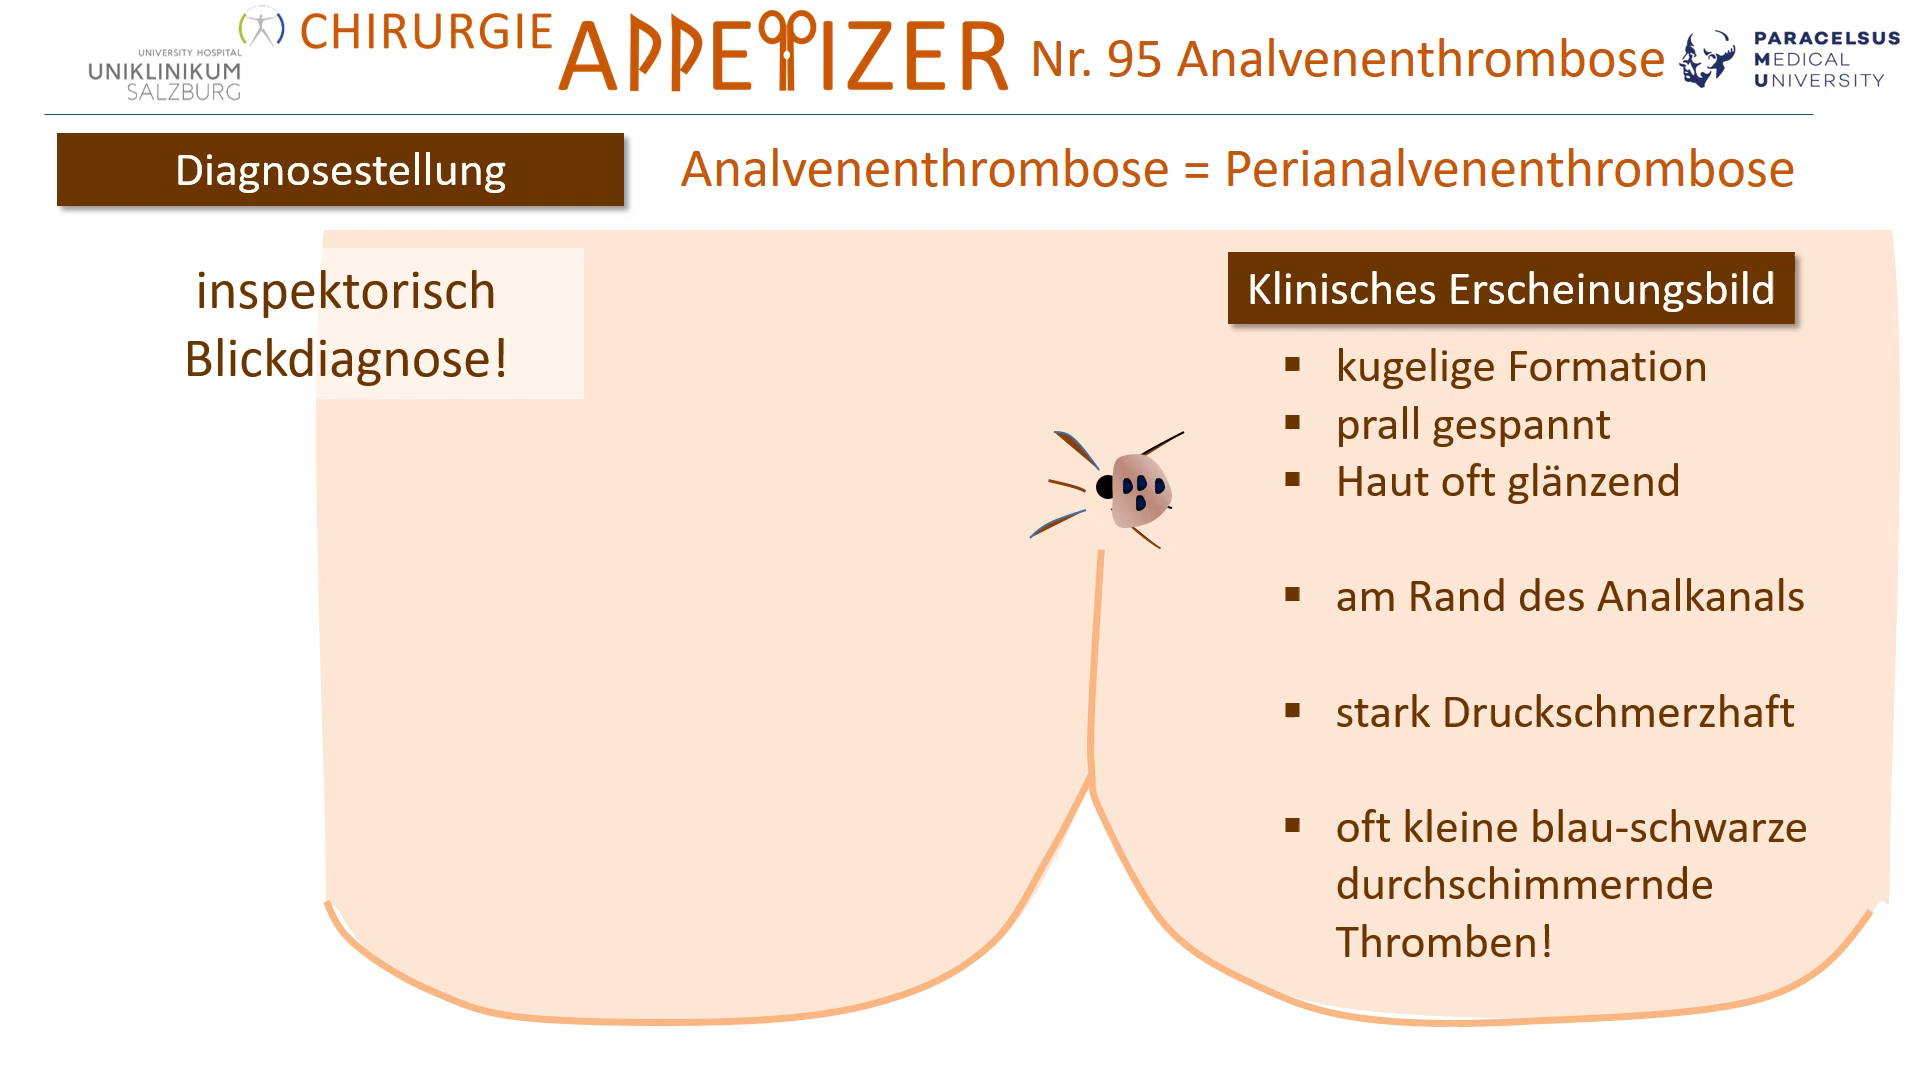 UNIVERSITY HOSPITAL
UNIKLINIKUM
SALZBURG
CHIRURGIE APPETIZER Nr. 95 Analvenenthrombose
PARACELSUS
MEDICAL
UNIVERSITY
Diagnosestellung
Analvenenthrombose = Perianalvenenthrombose
inspektorisch
Blickdiagnose!
Klinisches Erscheinungsbild
▪ kugelige Formation
▪ prall gespannt
▪ Haut oft glänzend
▪ am Rand des Analkanals
▪ stark Druckschmerzhaft
▪ oft kleine blau-schwarze
durchschimmernde
Thromben!